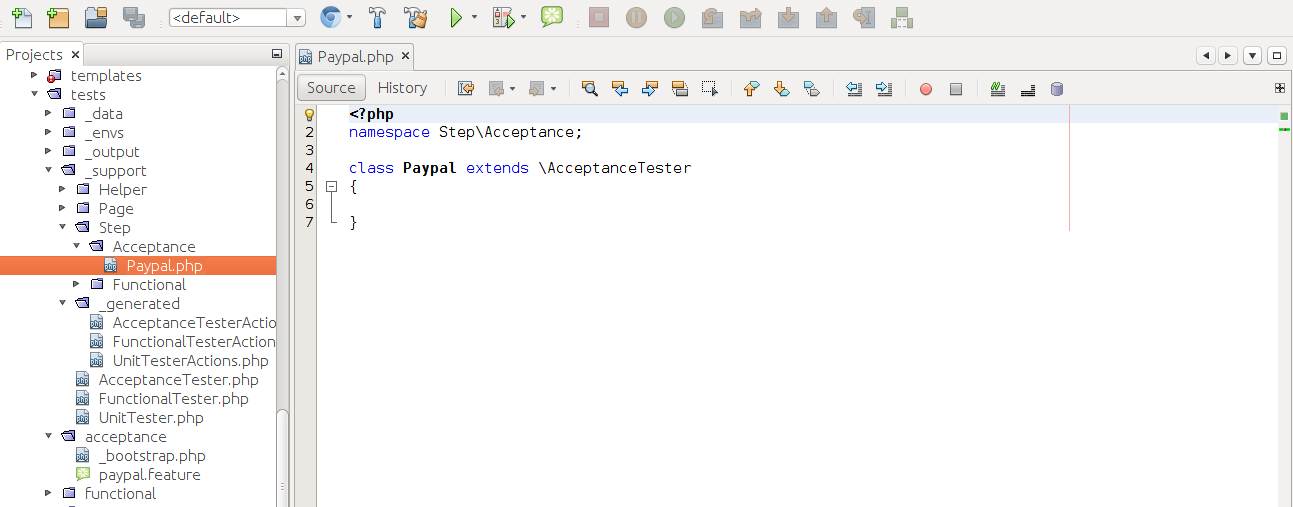 <default>
Projects
Paypal.php
templates
tests
_data
_envs
_output
_support
Helper
Page
Step
Acceptance
Paypal.php
Functional
_generated
AcceptanceTesterActio
FunctionalTesterAction
UnitTesterActions.php
AcceptanceTester.php
FunctionalTester.php
UnitTester.php
acceptance
_bootstrap.php
paypal.feature
functional
Source History
<?php
2 namespace Step\Acceptance;
3
4 class Paypal extends \AcceptanceTester
5 {
6
7 }